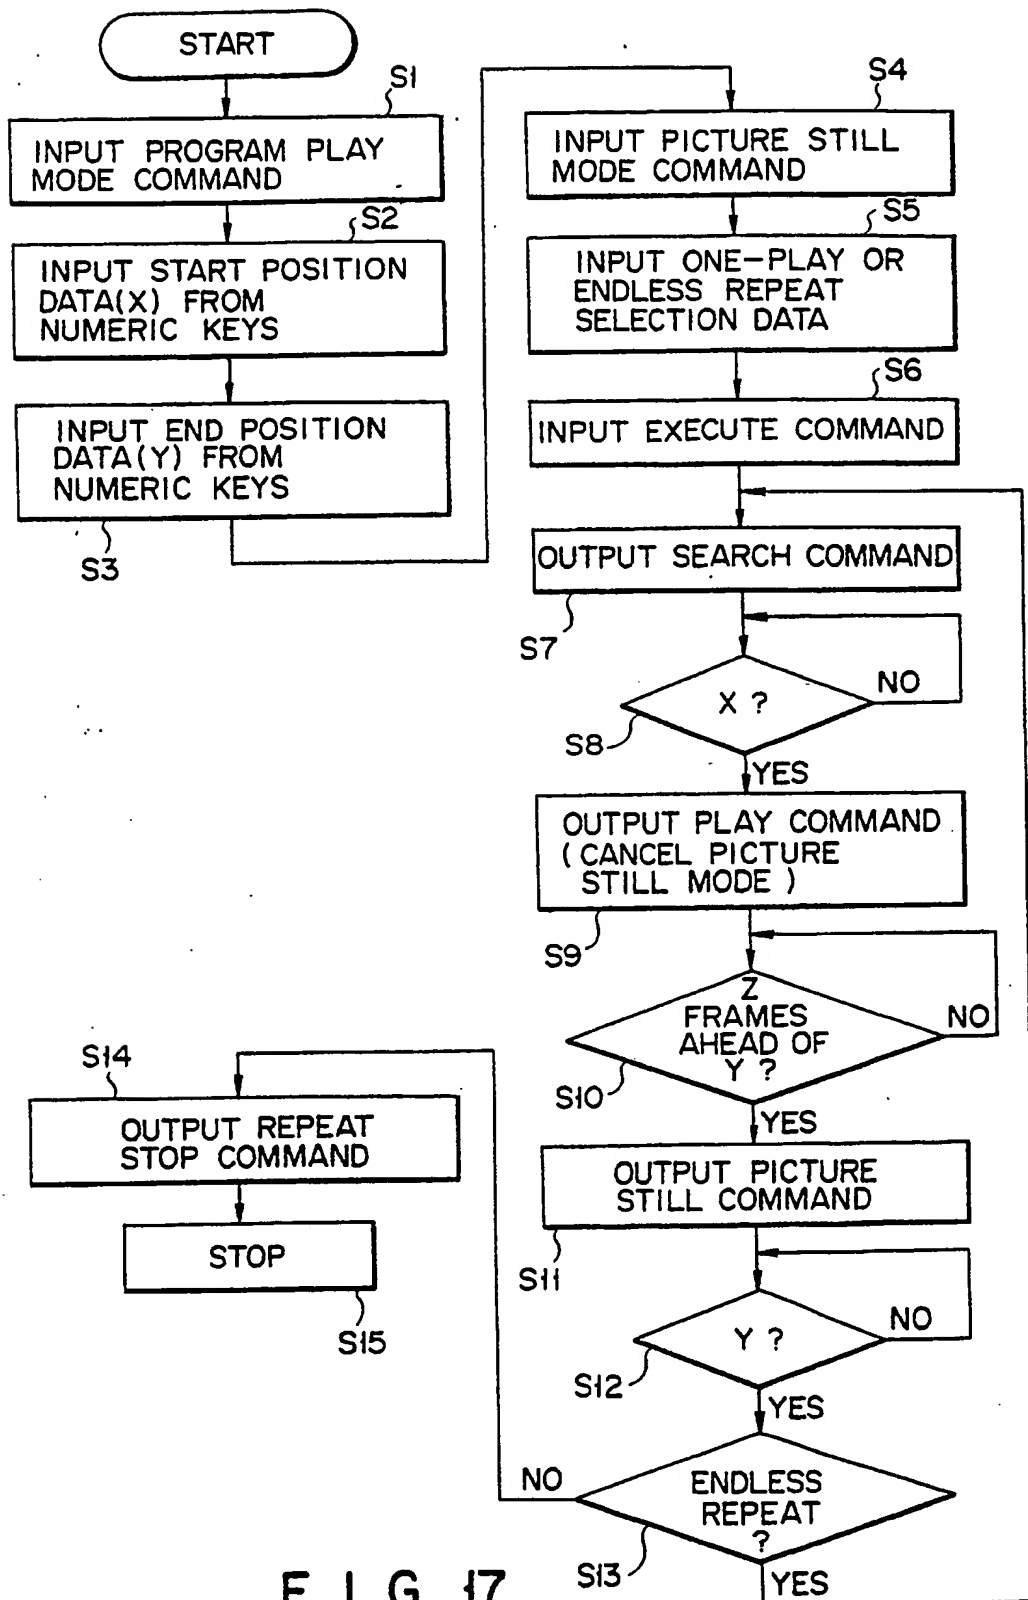 START
S1
INPUT PROGRAM PLAY
MODE COMMAND
S2
INPUT START POSITION
DATA(X) FROM
NUMERIC KEYS
INPUT END POSITION
DATA(Y) FROM
NUMERIC KEYS
S3
S4
INPUT PICTURE STILL
MODE COMMAND
S5
INPUT ONE-PLAY OR
ENDLESS REPEAT
SELECTION DATA
S6
INPUT EXECUTE COMMAND
OUTPUT SEARCH COMMAND
S7
X ?
NO
S8
YES
OUTPUT PLAY COMMAND
(CANCEL PICTURE
STILL MODE)
S9
Z
FRAMES
AHEAD OF
Y ?
NO
S10
YES
OUTPUT PICTURE
STILL COMMAND
S11
Y ?
NO
S12
YES
ENDLESS
REPEAT
?
NO
S13
YES
S14
OUTPUT REPEAT
STOP COMMAND
STOP
S15
FIG. 17